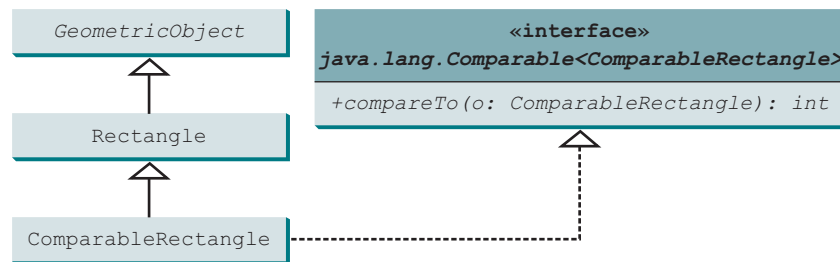 GeometricObject
Rectangle
ComparableRectangle
«interface»
java.lang.Comparable<ComparableRectangle>
+compareTo(o: ComparableRectangle): int